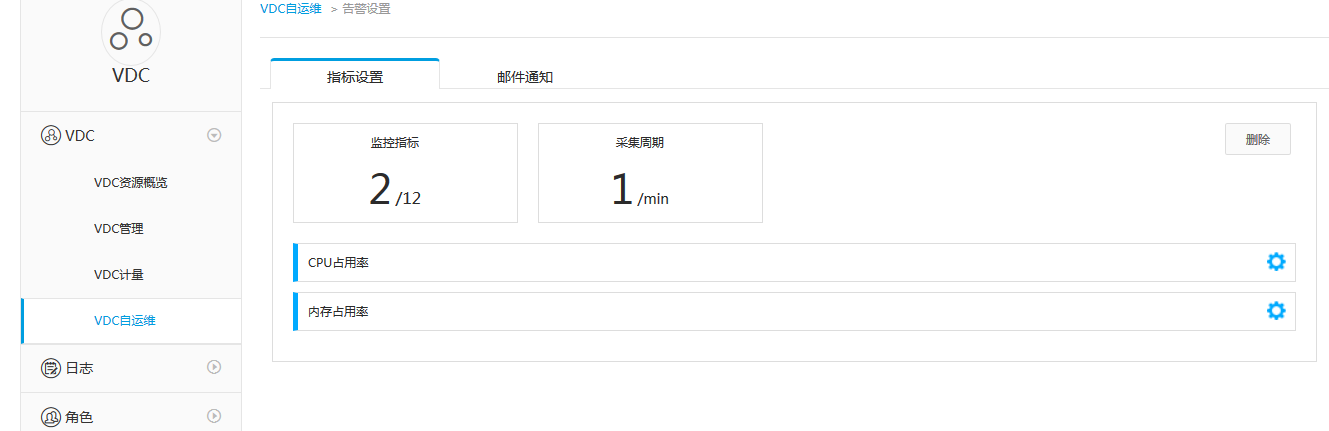 VDC自运维 > 告警设置
VDC
VDC
VDC资源概览
VDC管理
VDC计量
VDC自运维
日志
角色
指标设置
邮件通知
监控指标
2 /12
采集周期
1 /min
删除
CPU占用率
内存占用率